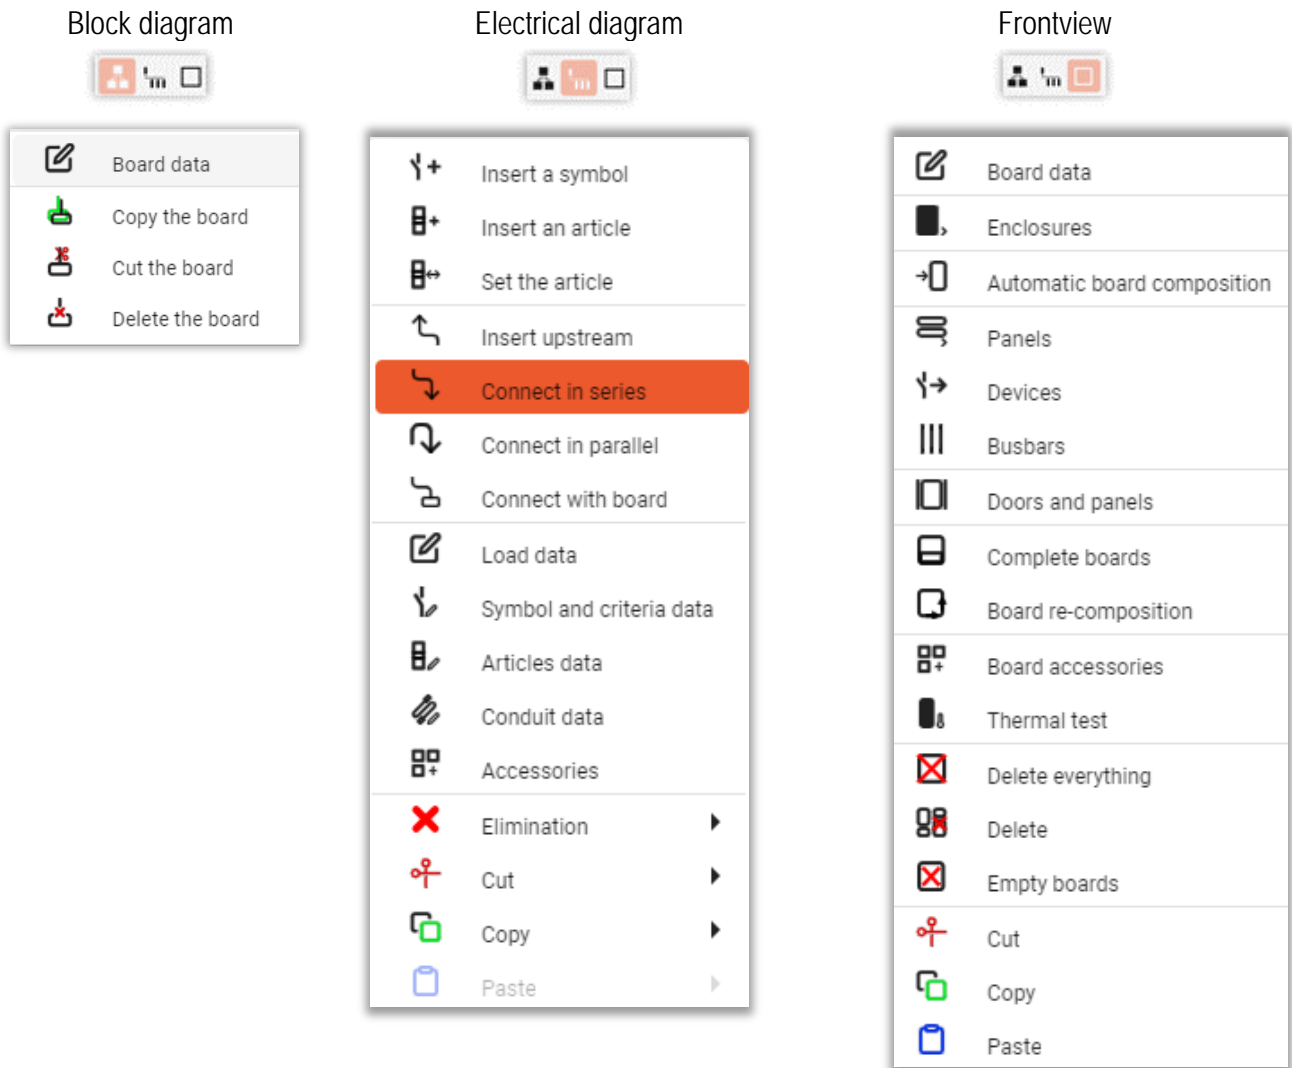 Block diagram
Board data
Copy the board
Cut the board
Delete the board
Electrical diagram
Insert a symbol
Insert an article
Set the article
Insert upstream
Connect in series
Connect in parallel
Connect with board
Load data
Symbol and criteria data
Articles data
Conduit data
Accessories
Elimination
Cut
Copy
Paste
Frontview
Board data
Enclosures
Automatic board composition
Panels
Devices
Busbars
Doors and panels
Complete boards
Board re-composition
Board accessories
Thermal test
Delete everything
Delete
Empty boards
Cut
Copy
Paste